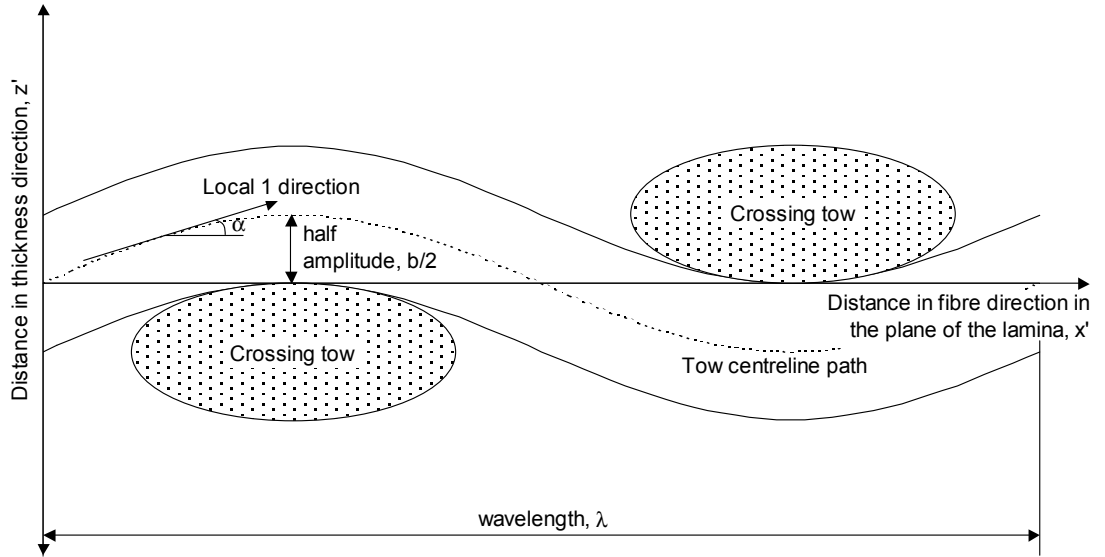 Distance in thickness direction, z'
Local 1 direction
α
half
amplitude, b/2
Crossing tow
Crossing tow
Distance in fibre direction in
the plane of the lamina, x'
Tow centreline path
wavelength, λ